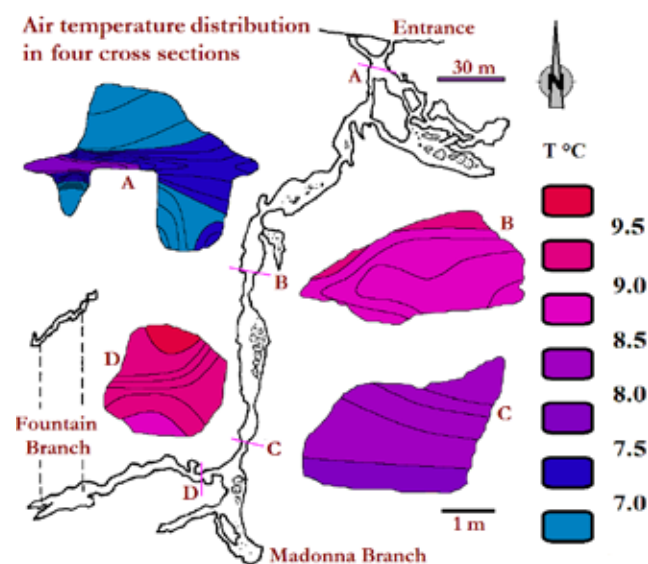 Air temperature distribution
in four cross sections
Entrance
A
30 m
N
T °C
A
B
9.5
9.0
B
8.5
D
8.0
C
Fountain
Branch
7.5
C
D
7.0
1 m
Madonna Branch